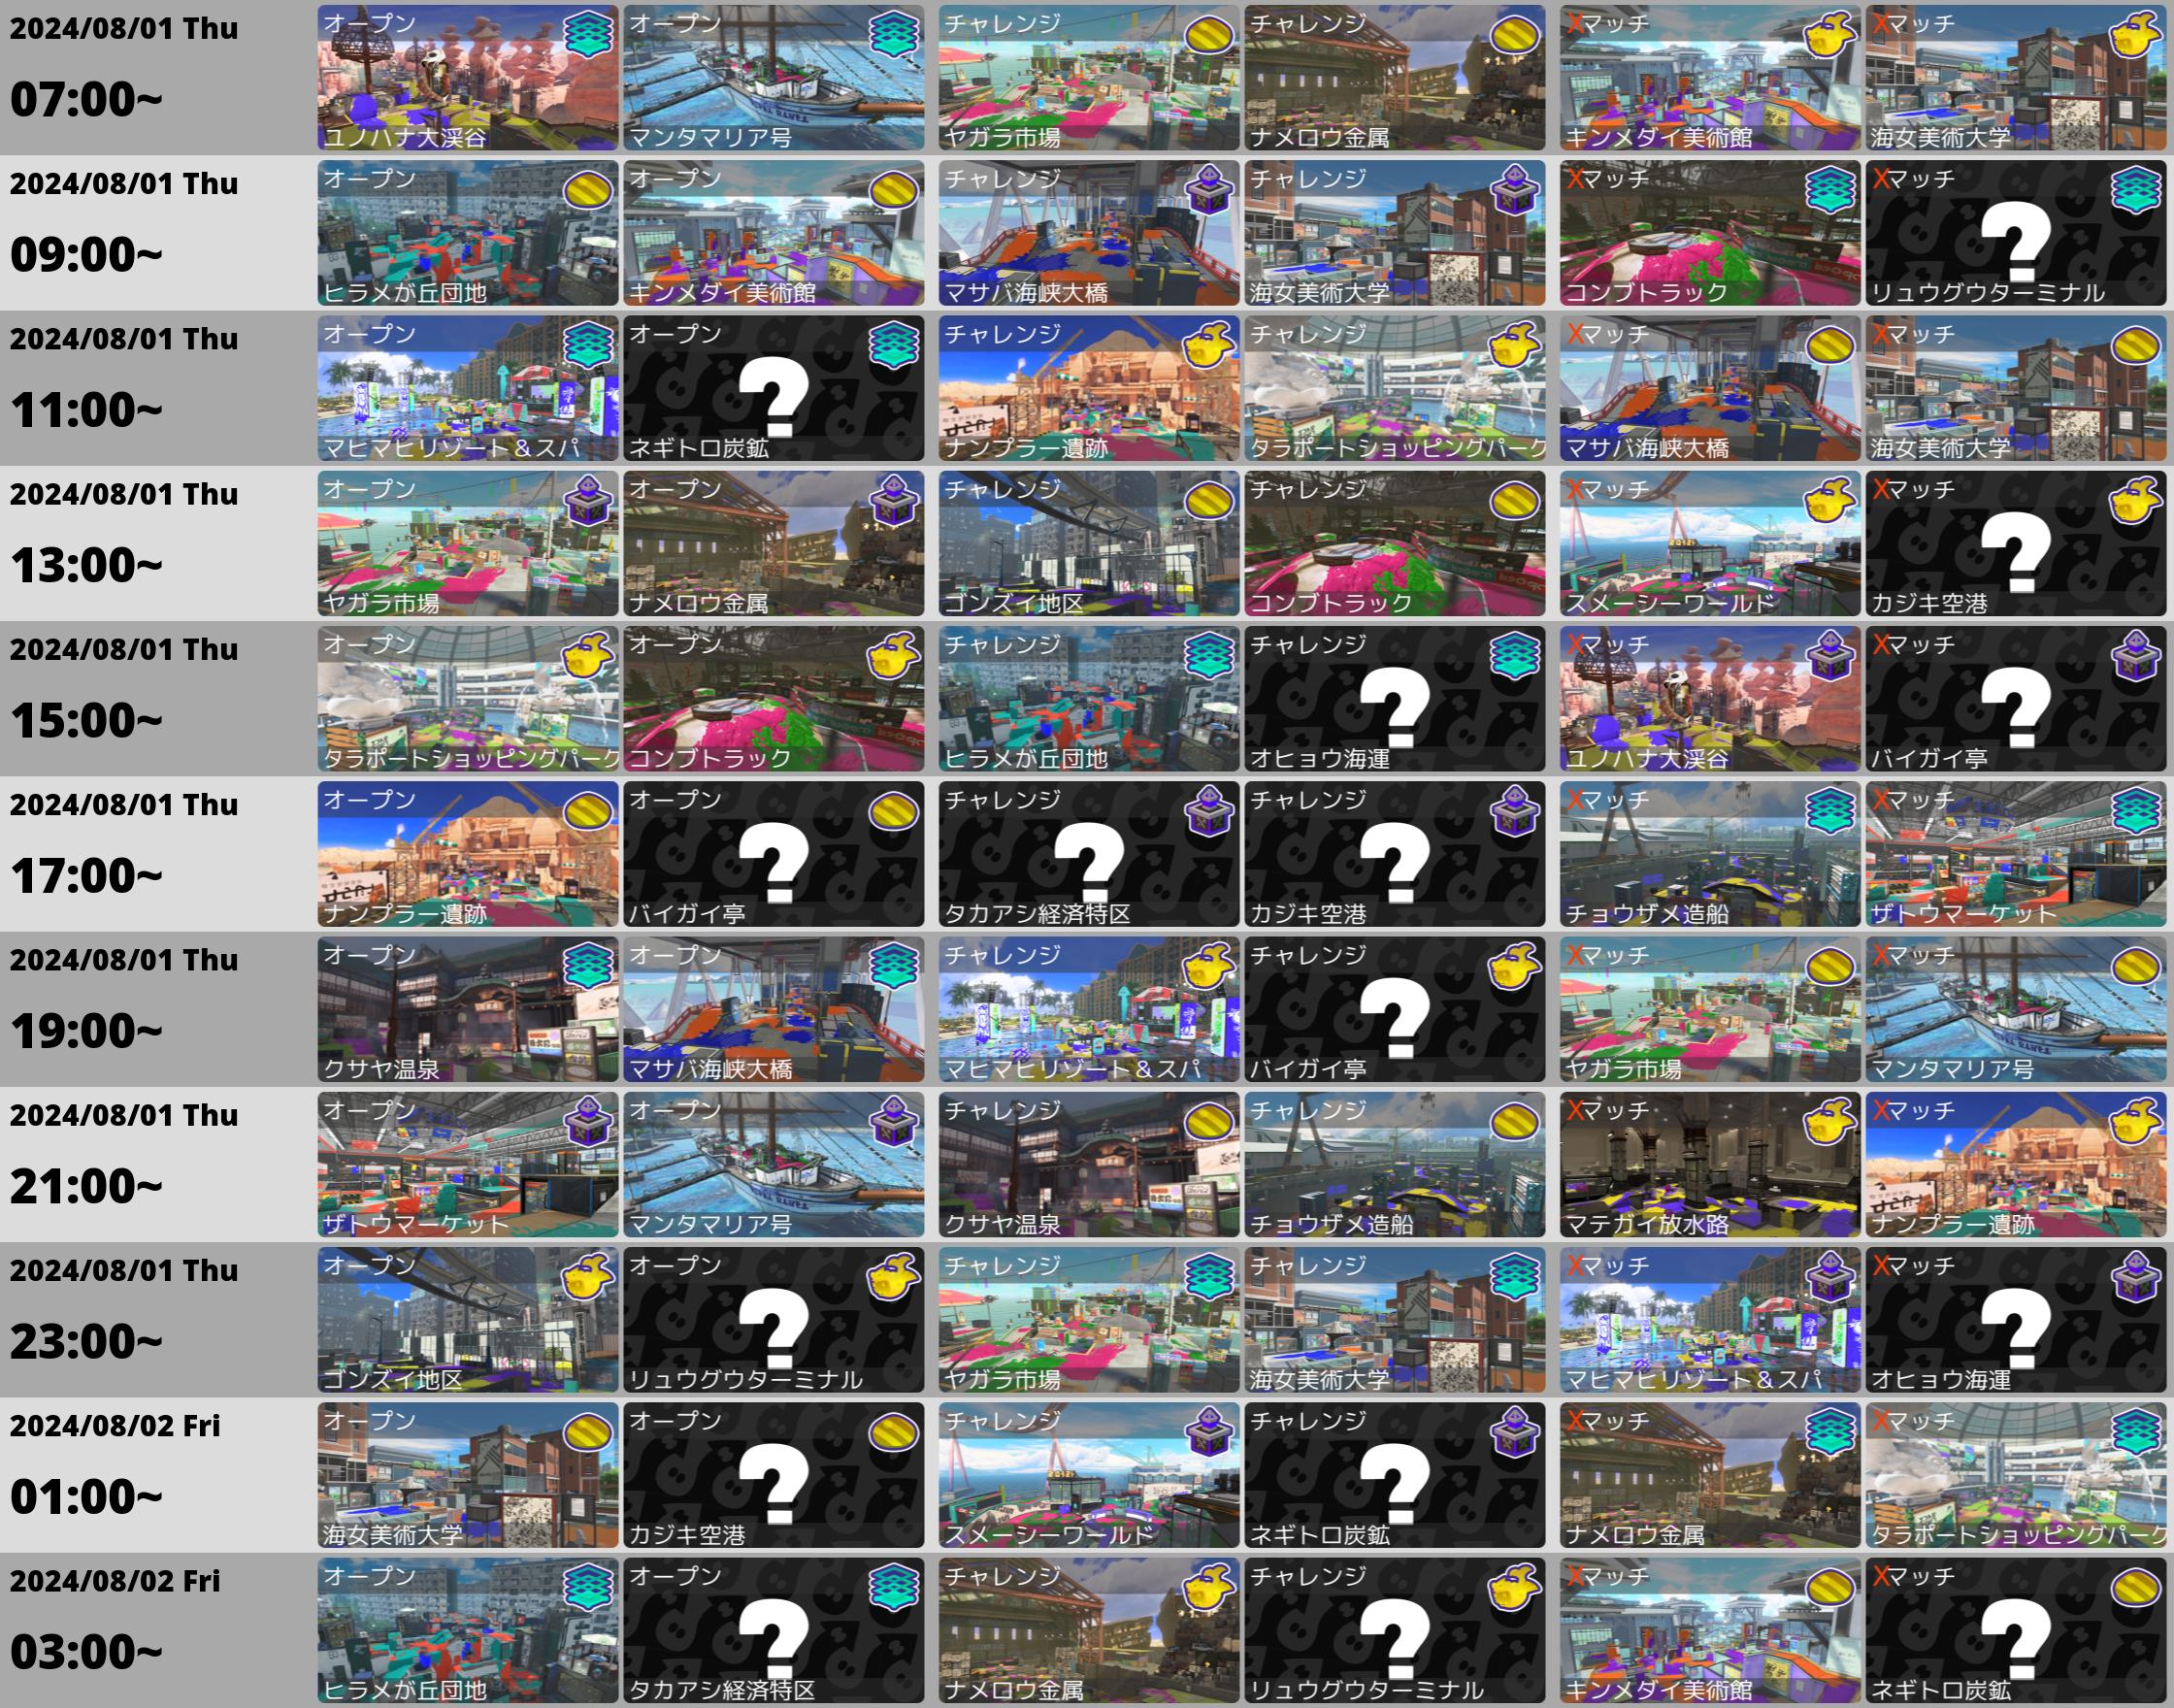 2024/08/01 Thu
07:00~
オープン
ユノハナ大渓谷
オープン
マンタマリア号
チャレンジ
ヤガラ市場
チャレンジ
ナメロウ金属
Xマッチ
キンメダイ美術館
Xマッチ
海女美術大学
2024/08/01 Thu
09:00~
オープン
ヒラメが丘団地
オープン
キンメダイ美術館
チャレンジ
マサバ海峡大橋
チャレンジ
海女美術大学
Xマッチ
コンブトラック
Xマッチ
?
リュウグウターミナル
2024/08/01 Thu
11:00~
オープン
マヒマヒリゾート&スパ
オープン
?
ネギトロ炭鉱
チャレンジ
ナンプラー遺跡
チャレンジ
タラポートショッピングパーク
Xマッチ
マサバ海峡大橋
Xマッチ
海女美術大学
2024/08/01 Thu
13:00~
オープン
ヤガラ市場
オープン
ナメロウ金属
チャレンジ
ゴンズイ地区
チャレンジ
コンブトラック
Xマッチ
スメーシーワールド
Xマッチ
?
カジキ空港
2024/08/01 Thu
15:00~
オープン
タラポートショッピングパーク
オープン
コンブトラック
チャレンジ
ヒラメが丘団地
チャレンジ
?
オヒョウ海運
Xマッチ
ユノハナ大渓谷
Xマッチ
?
バイガイ亭
2024/08/01 Thu
17:00~
オープン
ナンプラー遺跡
オープン
?
バイガイ亭
チャレンジ
?
タカアシ経済特区
チャレンジ
?
カジキ空港
Xマッチ
チョウザメ造船
Xマッチ
ザトウマーケット
2024/08/01 Thu
19:00~
オープン
クサヤ温泉
オープン
マサバ海峡大橋
チャレンジ
マヒマヒリゾート&スパ
チャレンジ
?
バイガイ亭
Xマッチ
ヤガラ市場
Xマッチ
マンタマリア号
2024/08/01 Thu
21:00~
オープン
ザトウマーケット
オープン
マンタマリア号
チャレンジ
クサヤ温泉
チャレンジ
チョウザメ造船
Xマッチ
マテガイ放水路
Xマッチ
ナンプラー遺跡
2024/08/01 Thu
23:00~
オープン
ゴンズイ地区
オープン
?
リュウグウターミナル
チャレンジ
ヤガラ市場
チャレンジ
海女美術大学
Xマッチ
マヒマヒリゾート&スパ
Xマッチ
?
オヒョウ海運
2024/08/02 Fri
01:00~
オープン
海女美術大学
オープン
?
カジキ空港
チャレンジ
スメーシーワールド
チャレンジ
?
ネギトロ炭鉱
Xマッチ
ナメロウ金属
Xマッチ
タラポートショッピングパーク
2024/08/02 Fri
03:00~
オープン
ヒラメが丘団地
オープン
?
タカアシ経済特区
チャレンジ
ナメロウ金属
チャレンジ
?
リュウグウターミナル
Xマッチ
キンメダイ美術館
Xマッチ
?
ネギトロ炭鉱